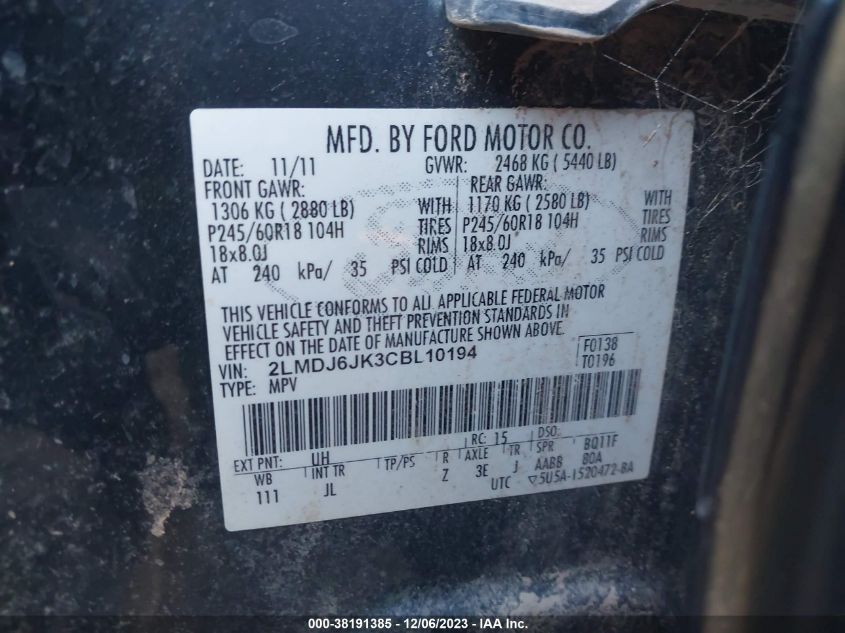 MFD. BY FORD MOTOR CO.
DATE: 11/11 GVWR: 2468 KG ( 5440 LB)
FRONT GAWR: REAR GAWR:
1306 KG ( 2880 LB) WITH 1170 KG ( 2580 LB) WITH
P245/60R18 104H TIRES P245/60R18 104H TIRES
18x8.0J RIMS 18x8.0J RIMS
AT 240 kPa/ 35 PSI COLD AT 240 kPa/ 35 PSI COLD
THIS VEHICLE CONFORMS TO ALL APPLICABLE FEDERAL MOTOR
VEHICLE SAFETY AND THEFT PREVENTION STANDARDS IN
EFFECT ON THE DATE OF MANUFACTURE SHOWN ABOVE.
VIN: 2LMDJ6JK3CBL10194 F0138
TYPE: MPV T0196
EXT PNT: UH RC: 15 DSO:
WB INT TR TP/PS R AXLE TR SPR BQ11F
111 JL Z 3E J AABB BOA
UTC ▽5U5A-1520472-BA
000-38191385 - 12/06/2023 - IAA Inc.